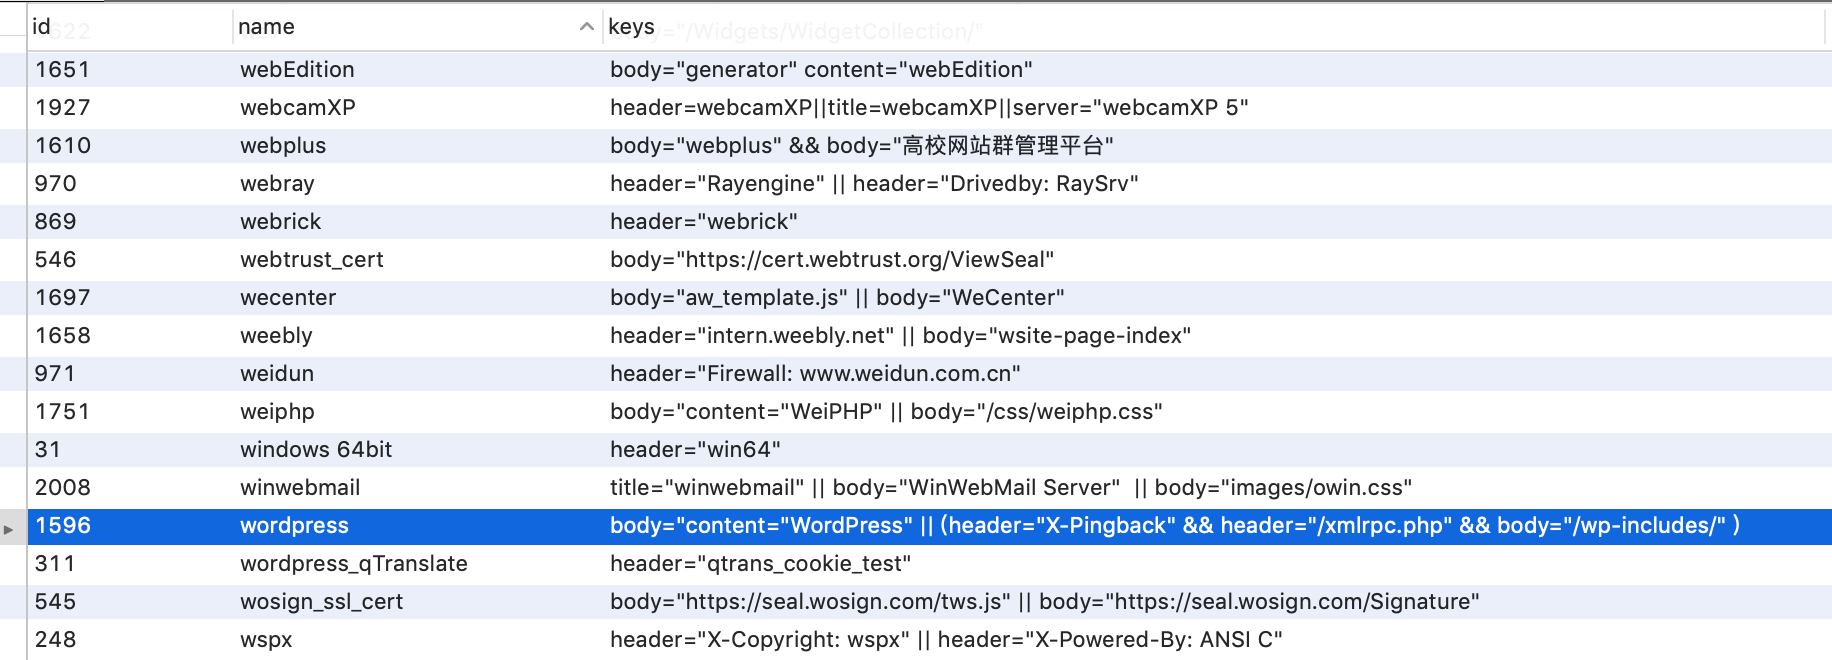 id name keys
622 body="/Widgets/WidgetCollection/"
1651 webEdition body="generator" content="webEdition"
1927 webcamXP header=webcamXP||title=webcamXP||server="webcamXP 5"
1610 webplus body="webplus" && body="高校网站群管理平台"
970 webray header="Rayengine" || header="Drivedby: RaySrv"
869 webrick header="webrick"
546 webtrust_cert body="https://cert.webtrust.org/ViewSeal"
1697 wecenter body="aw_template.js" || body="WeCenter"
1658 weebly header="intern.weebly.net" || body="wsite-page-index"
971 weidun header="Firewall: www.weidun.com.cn"
1751 weiphp body="content="WeiPHP" || body="/css/weiphp.css"
31 windows 64bit header="win64"
2008 winwebmail title="winwebmail" || body="WinWebMail Server"  || body="images/owin.css"
1596 wordpress body="content="WordPress" || (header="X-Pingback" && header="/xmlrpc.php" && body="/wp-includes/" )
311 wordpress_qTranslate header="qtrans_cookie_test"
545 wosign_ssl_cert body="https://seal.wosign.com/tws.js" || body="https://seal.wosign.com/Signature"
248 wspx header="X-Copyright: wspx" || header="X-Powered-By: ANSI C"